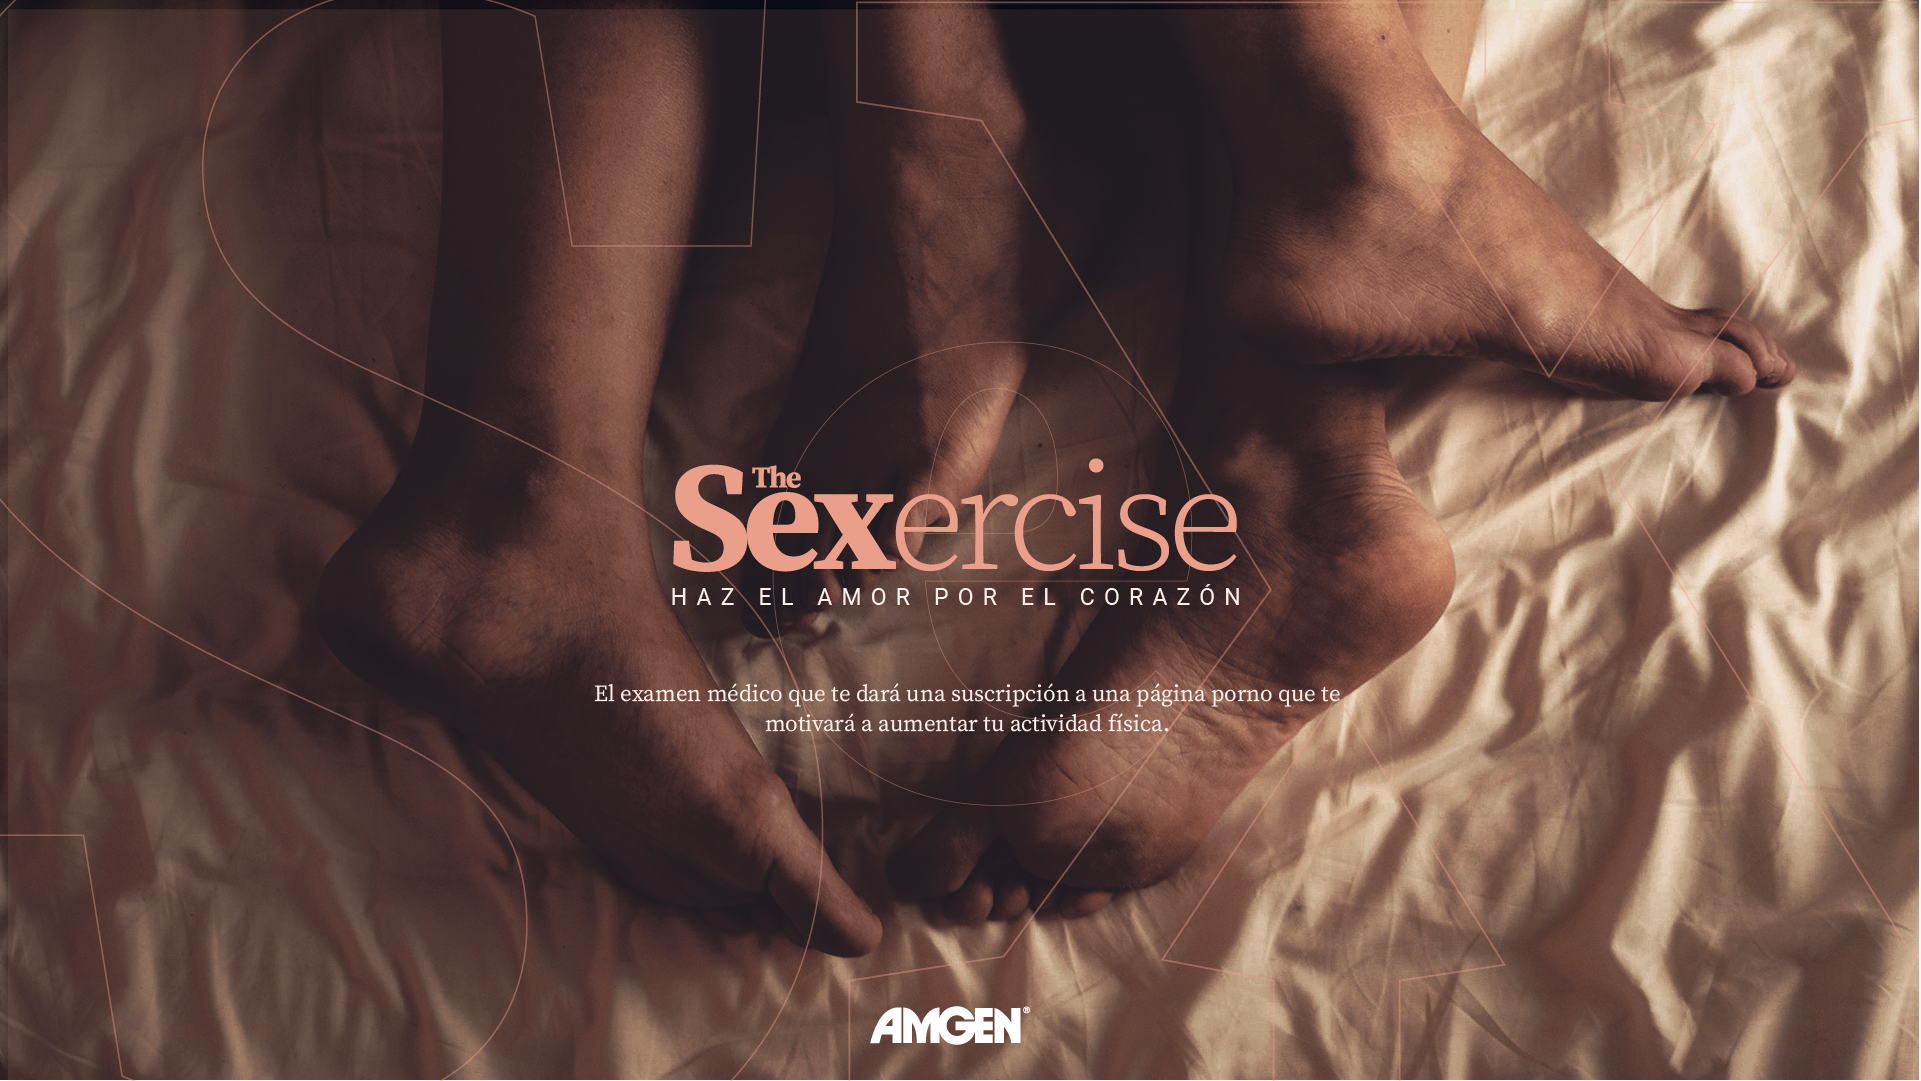 The
Sexercise
HAZ EL AMOR POR EL CORAZÓN
El examen médico que te dará una suscripción a una página porno que te
motivará a aumentar tu actividad física.
AMGEN®